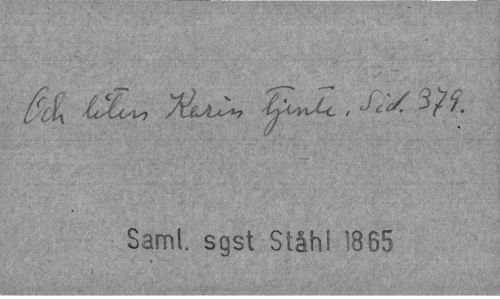 Och liten Karin tjente. Sid. 379.
Saml. sgst Ståhl 1865